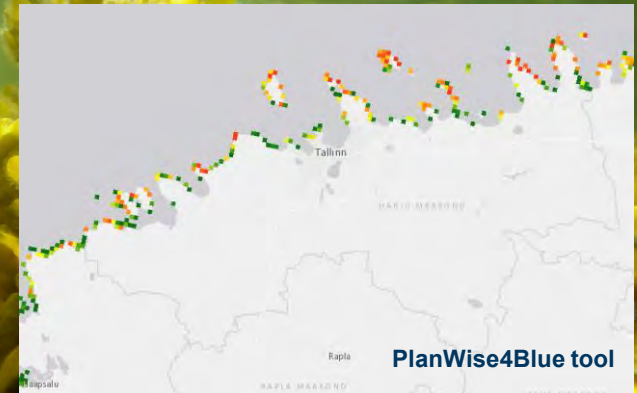 Tallinn
HARJU MAAKOND
Rapla
PlanWise4Blue tool
RAPLA MAAKOND